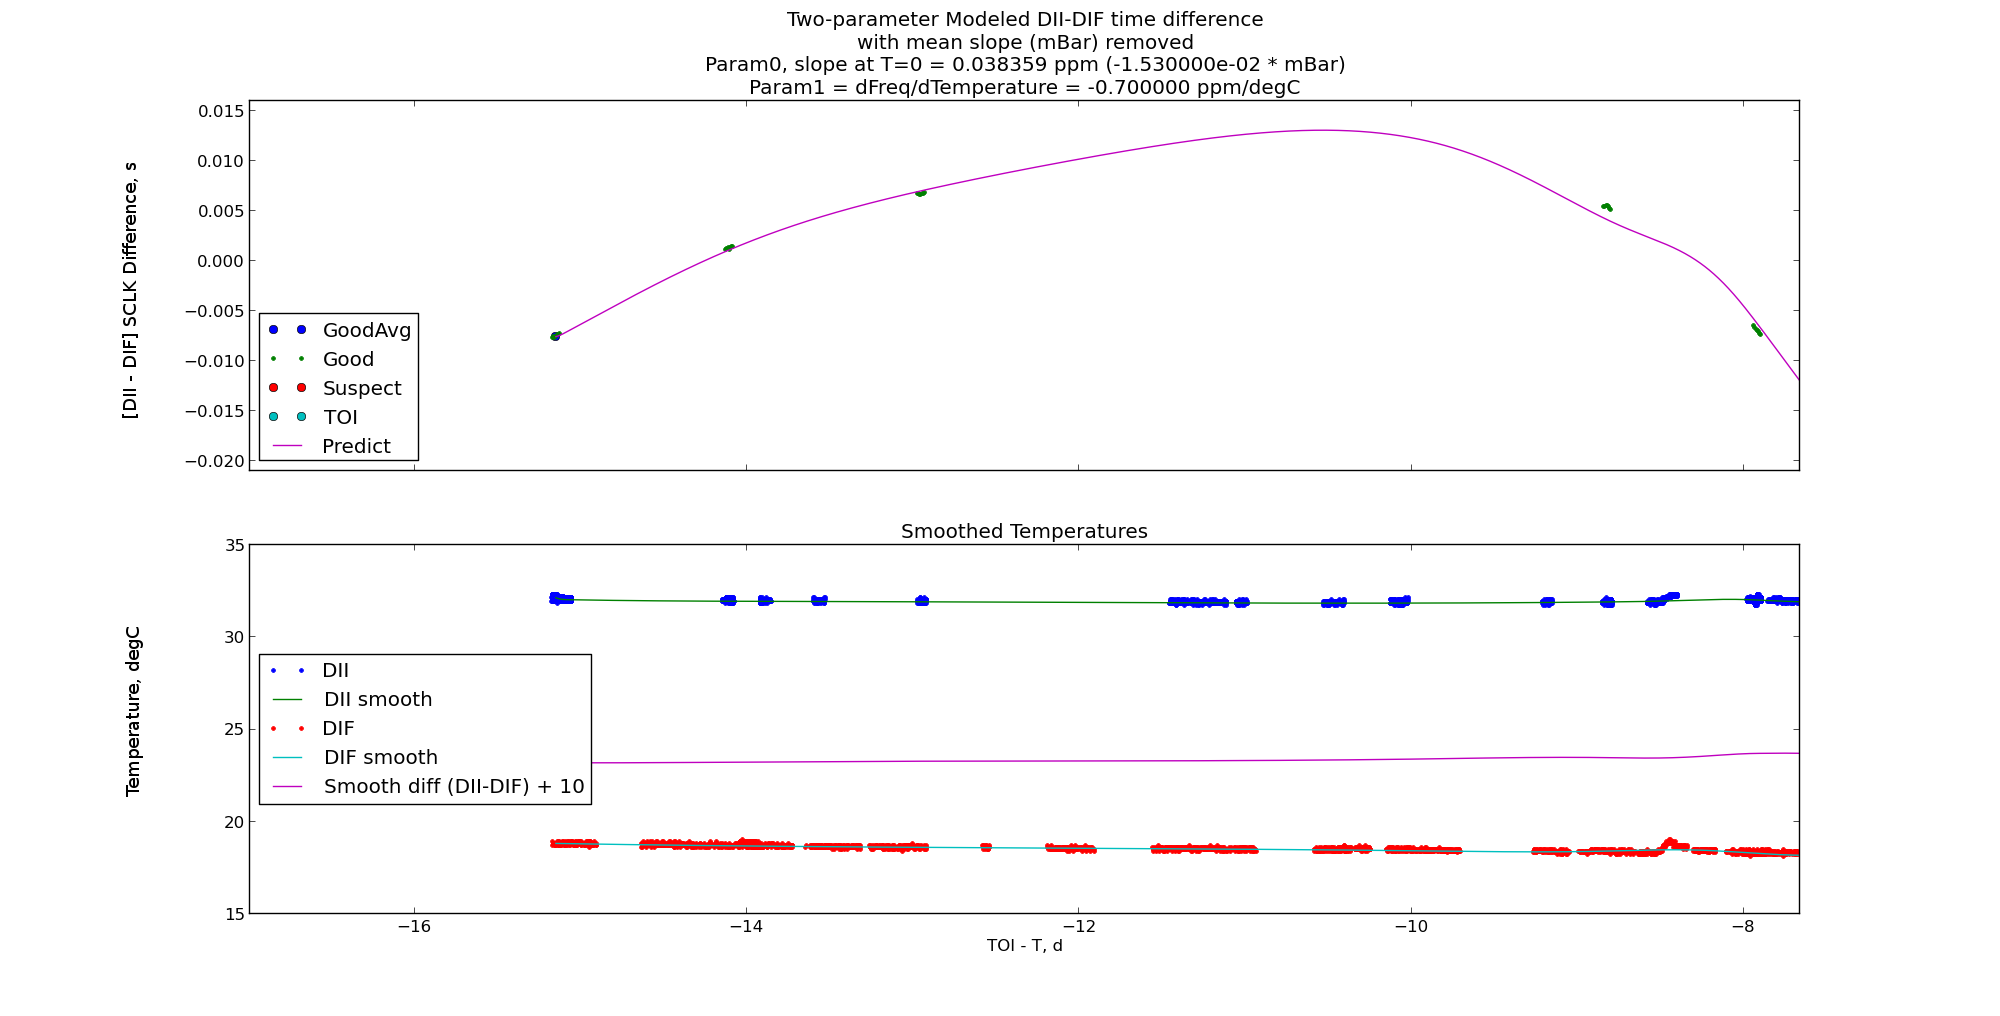 Two-parameter Modeled DII-DIF time difference
with mean slope (mBar) removed
Param0, slope at T=0 = 0.038359 ppm (-1.530000e-02 * mBar)
Param1 = dFreq/dTemperature = -0.700000 ppm/degC
[DII - DIF] SCLK Difference, s
0.015
0.010
0.005
0.000
−0.005
−0.010
−0.015
−0.020
GoodAvg
Good
Suspect
TOI
Predict
Smoothed Temperatures
Temperature, degC
35
30
25
20
15
DII
DII smooth
DIF
DIF smooth
Smooth diff (DII-DIF) + 10
−16
−14
−12
−10
−8
TOI - T, d